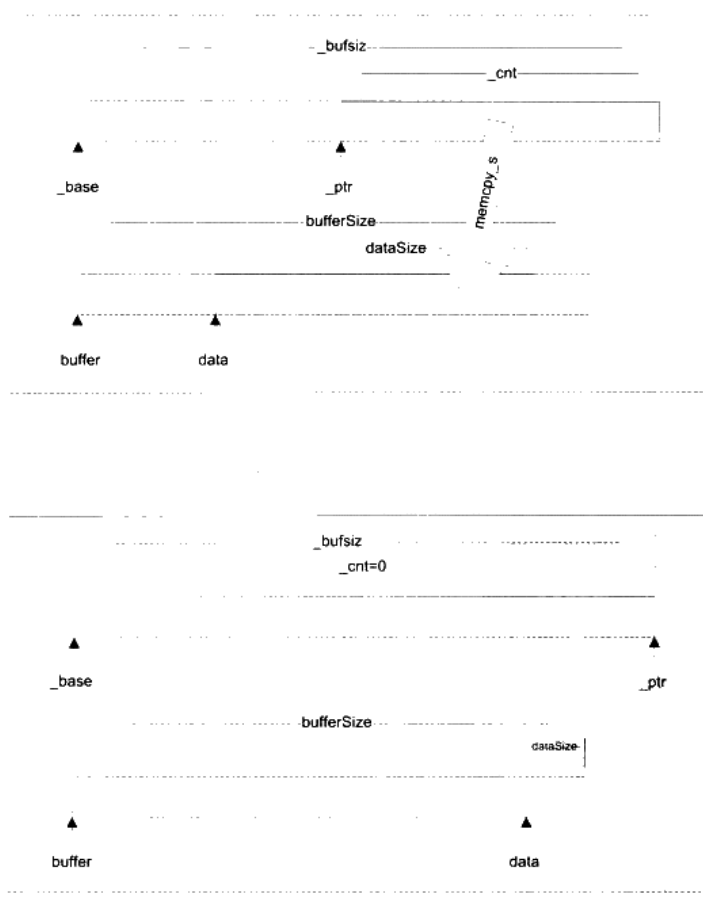 _bufsiz
_cnt
_base
_ptr
memcpy_s
bufferSize
dataSize
buffer data
_bufsiz
_cnt=0
_base
_ptr
bufferSize
dataSize
buffer
data